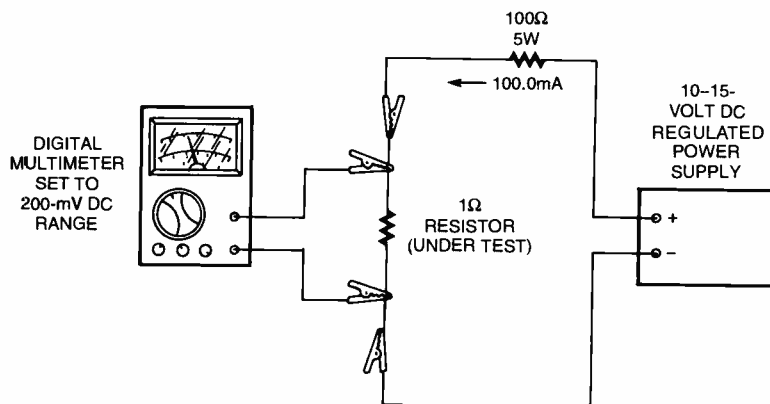 100Ω
5W
100.0mA
10–15-
VOLT DC
REGULATED
POWER
SUPPLY
DIGITAL
MULTIMETER
SET TO
200-mV DC
RANGE
1Ω
RESISTOR
(UNDER TEST)
+
−